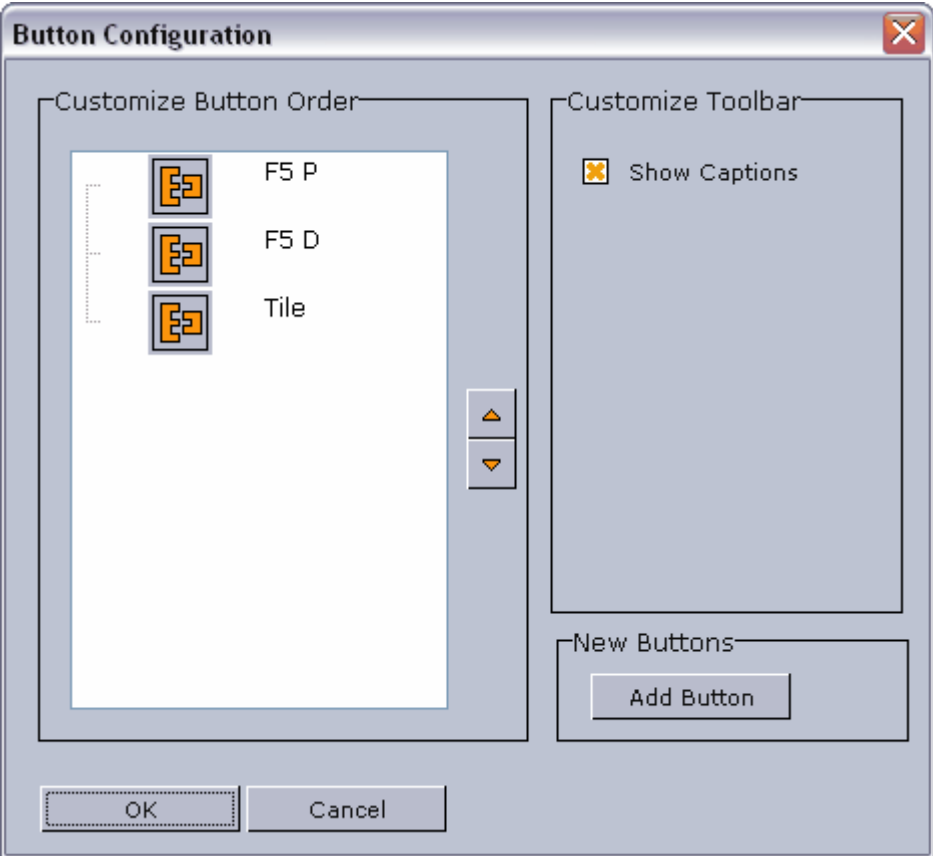 Button Configuration
Customize Button Order
F5 P
F5 D
Tile
Customize Toolbar
Show Captions
New Buttons
Add Button
OK
Cancel